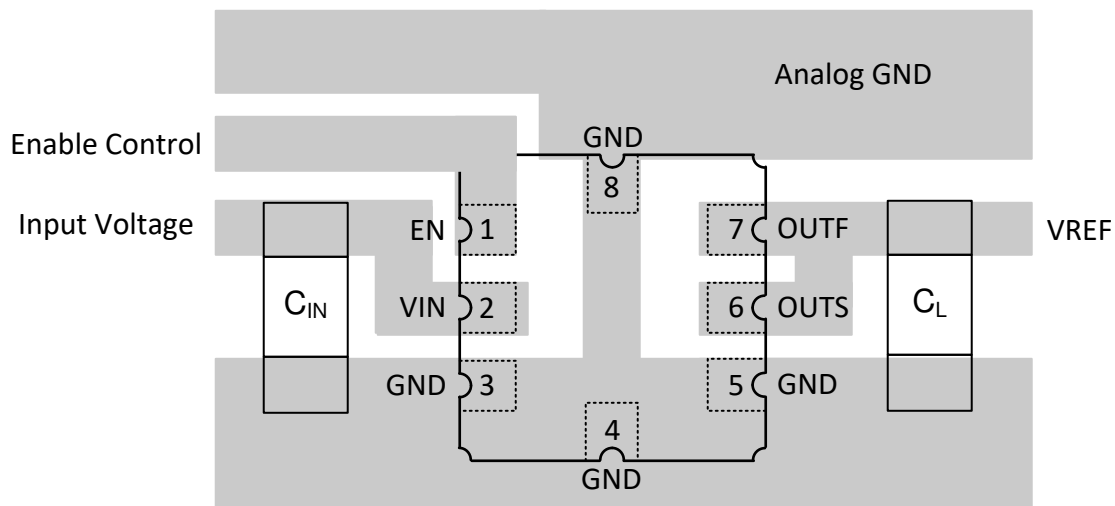 Analog GND
Enable Control
GND
8
Input Voltage
EN 1
7 OUTF
VREF
CIN
VIN 2
6 OUTS
CL
GND 3
5 GND
4
GND